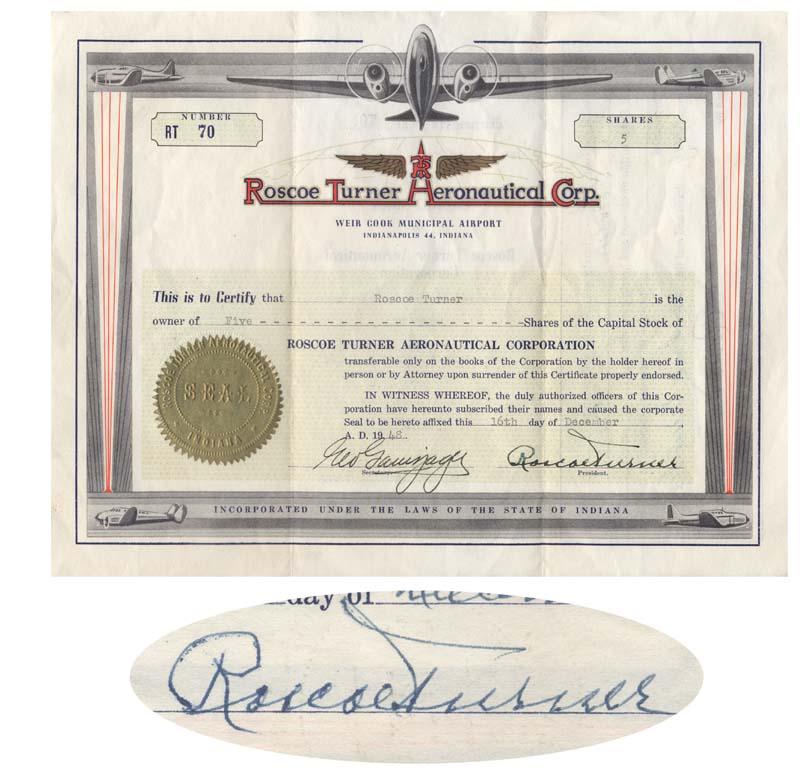 NUMBER
RT 70
SHARES
5
Roscoe Turner Aeronautical Corp.
WEIR COOK MUNICIPAL AIRPORT
INDIANAPOLIS 44, INDIANA
This is to Certify that Roscoe Turner is the
owner of Five - - - - - - - - - - - - - - - - - - - - - -Shares of the Capital Stock of
ROSCOE TURNER AERONAUTICAL CORPORATION
transferable only on the books of the Corporation by the holder hereof in
person or by Attorney upon surrender of this Certificate properly endorsed.
IN WITNESS WHEREOF, the duly authorized officers of this Cor-
poration have hereunto subscribed their names and caused the corporate
Seal to be hereto affixed this 16th day of December,
A. D. 1948.
SEAL
INDIANA
Roscoe Turner
Secretary.
President.
INCORPORATED UNDER THE LAWS OF THE STATE OF INDIANA
day of
Roscoe Turner